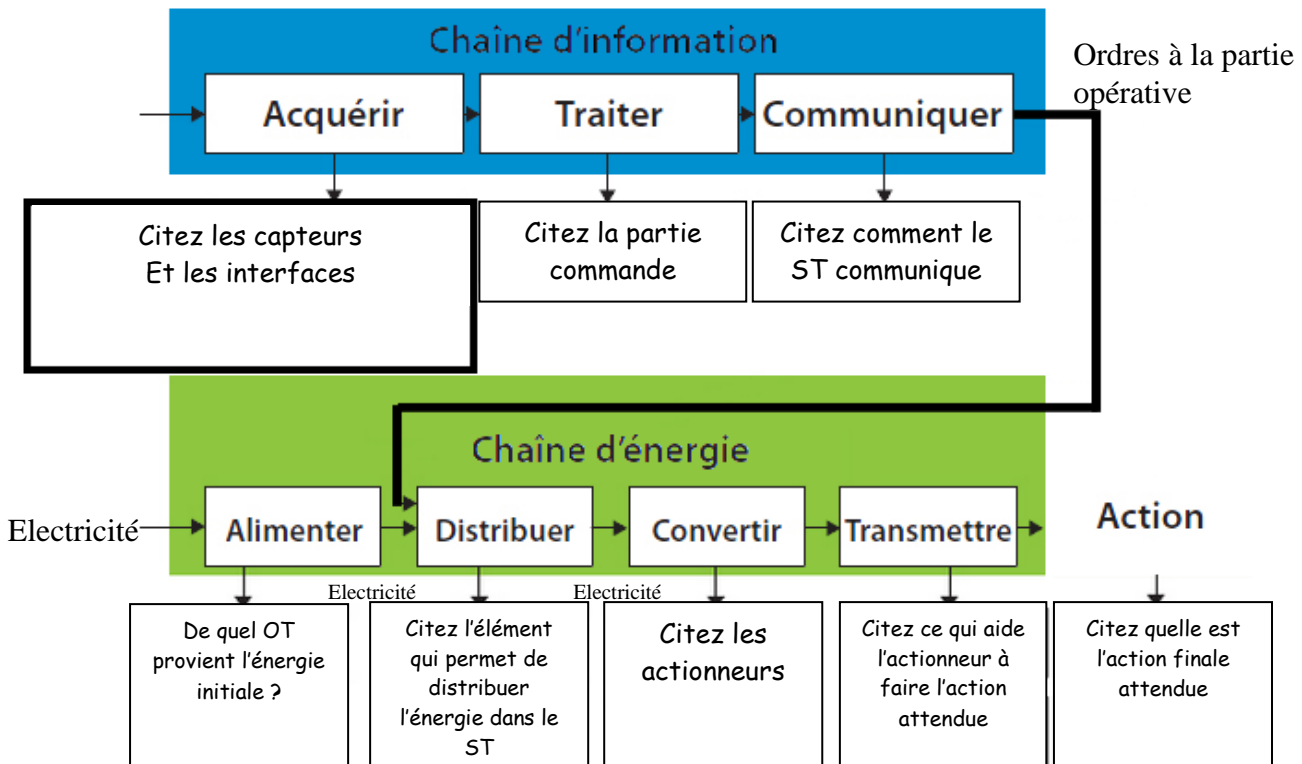 Chaîne d'information
Ordres à la partie
opérative
Acquérir
Traiter
Communiquer
Citez les capteurs
Et les interfaces
Citez la partie
commande
Citez comment le
ST communique
Chaîne d'énergie
Electricité
Alimenter
Distribuer
Convertir
Transmettre
Action
Electricité
Electricité
De quel OT
provient l'énergie
initiale ?
Citez l'élément
qui permet de
distribuer
l'énergie dans le
ST
Citez les
actionneurs
Citez ce qui aide
l'actionneur à
faire l'action
attendue
Citez quelle est
l'action finale
attendue